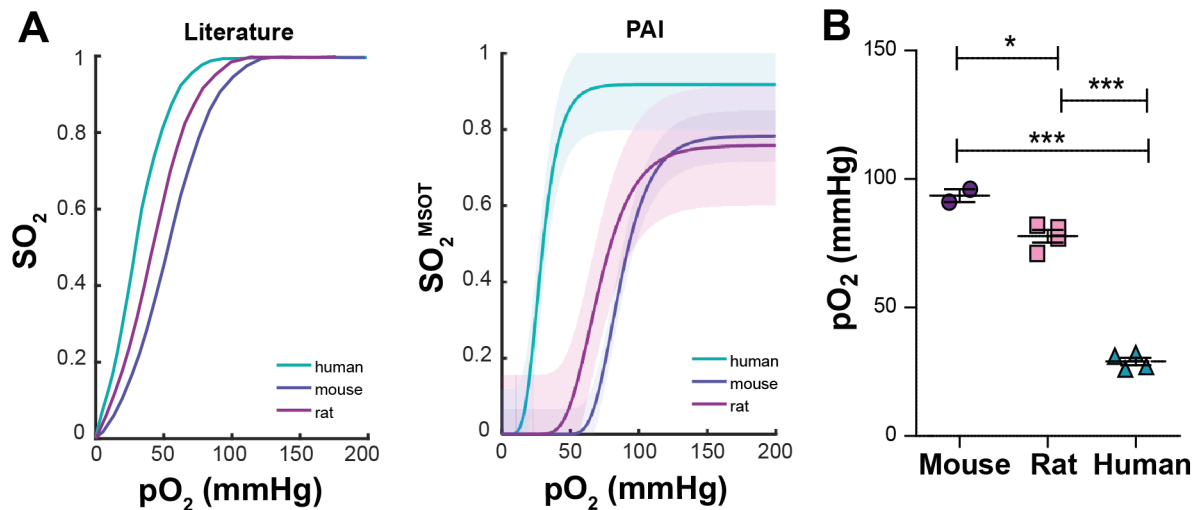 A
Literature
SO2
1
0.8
0.6
0.4
0.2
0
0 50 100 150 200
pO2 (mmHg)
human
mouse
rat
PAI
SO2MSOT
1
0.8
0.6
0.4
0.2
0
0 50 100 150 200
pO2 (mmHg)
human
mouse
rat
B
pO2 (mmHg)
150
100
50
0
*
***
***
Mouse Rat Human